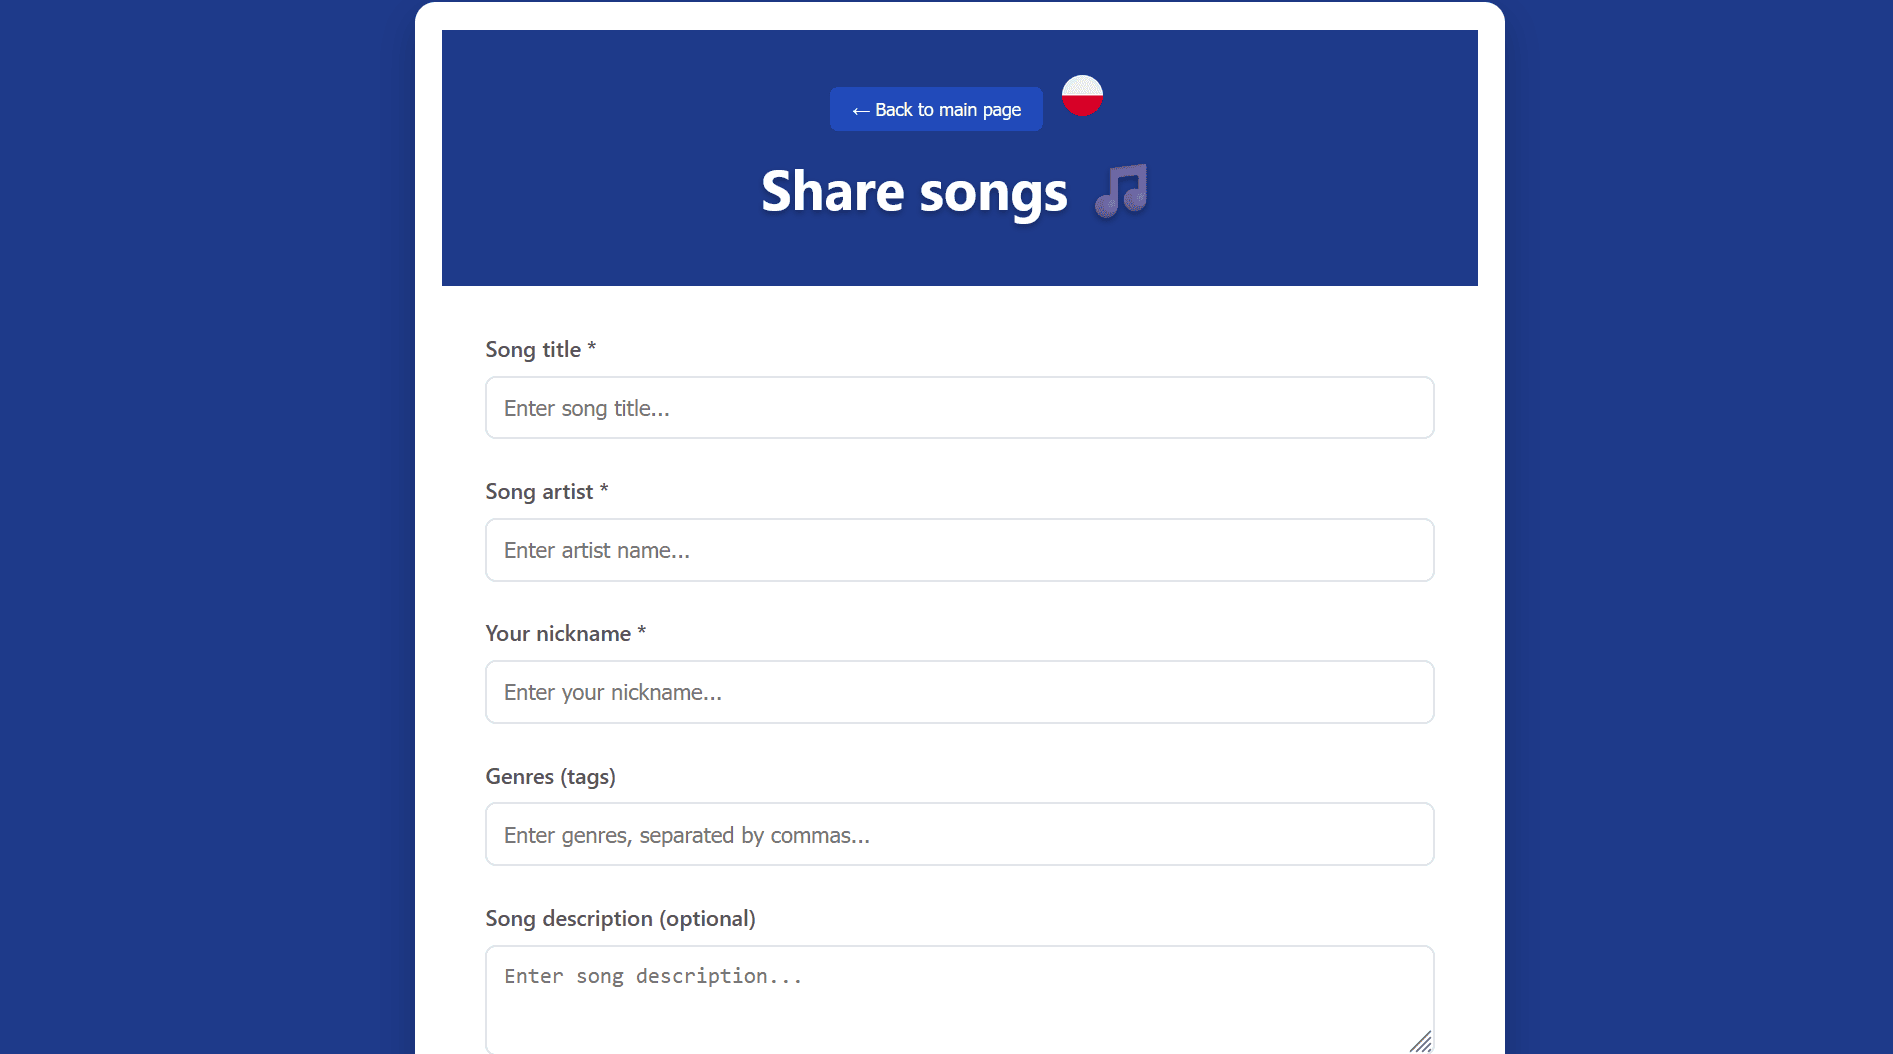 ← Back to main page
Share songs 🎵
Song title *
Enter song title...
Song artist *
Enter artist name...
Your nickname *
Enter your nickname...
Genres (tags)
Enter genres, separated by commas...
Song description (optional)
Enter song description...